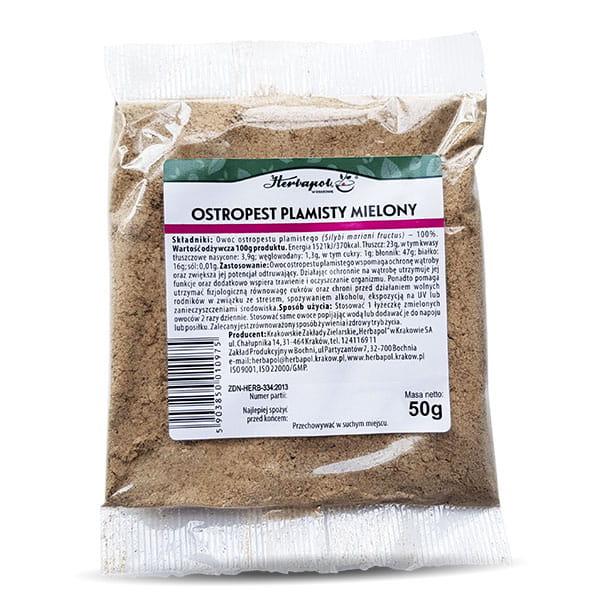 Herbapol
W KRAKOWIE
OSTROPEST PLAMISTY MIELONY
Składniki: Owoc ostropestu plamistego (Silybi mariani fructus) – 100%.
Wartość odżywcza 100g produktu. Energia 1521kJ/370kcal. Tłuszcz: 23g, w tym kwasy
tłuszczowe nasycone: 3,9g; węglowodany: 1,3g, w tym cukry: 1g; błonnik: 47g; białko:
16g; sól: 0,01g. Zastosowanie: Owoc ostropestu plamistego wspomaga ochronę wątroby
oraz zwiększa jej potencjał odtruwający. Działając ochronnie na wątrobę utrzymuje jej
funkcje oraz dodatkowo wspiera trawienie i oczyszczanie organizmu. Ponadto pomaga
utrzymać fizjologiczną równowagę cukrów oraz chroni przed działaniem wolnych
rodników w związku ze stresem, spożywaniem alkoholu, ekspozycją na UV lub
zanieczyszczeniami środowiska. Sposób użycia: Stosować 1 łyżeczkę zmielonych
owoców 2 razy dziennie. Stosować same owoce popijając wodą lub dodawać je do napoju
lub posiłku. Zalecany jest zrównoważony sposób żywienia i zdrowy tryb życia.
Producent: Krakowskie Zakłady Zielarskie „Herbapol" w Krakowie SA
ul. Chałupnika 14, 31-464 Kraków, tel. 124116911
Zakład Produkcyjny w Bochni, ul Partyzantów 7, 32-700 Bochnia
e-mail: herbapol@herbapol.krakow.pl, www.herbapol.krakow.pl
ISO 9001, ISO 22000/GMP.
5 903850 010975
ZDN-HERB-334:2013
Numer partii:
Najlepiej spożyć
przed końcem:
Przechowywać w suchym miejscu.
Masa netto:
50g